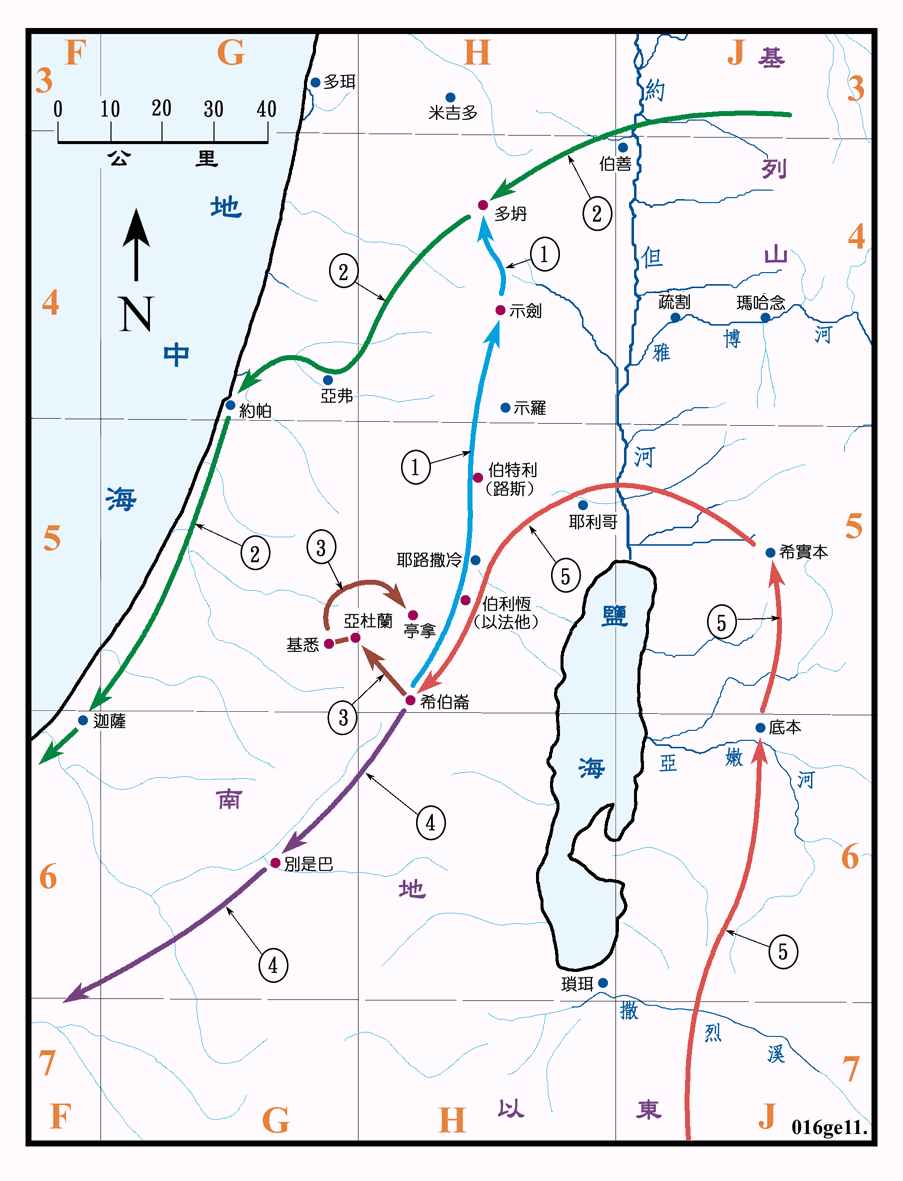 F
G
H
J
基
3
3
多珥
約
0 10 20 30 40
米吉多
公里
伯善
列
地
②
多坍
4
山
①
但
②
N
4
疏割
瑪哈念
示劍
雅博河
中
亞弗
約帕
示羅
河
①
伯特利
(路斯)
海
耶利哥
5
5
②
③
耶路撒冷
希實本
⑤
伯利恆
(以法他)
鹽
亞杜蘭
亭拿
基悉
⑤
③
希伯崙
迦薩
底本
亞嫩河
海
南
④
6
6
別是巴
地
④
⑤
瑣珥
撒烈溪
7
7
以東
F
G
H
J
016ge11.